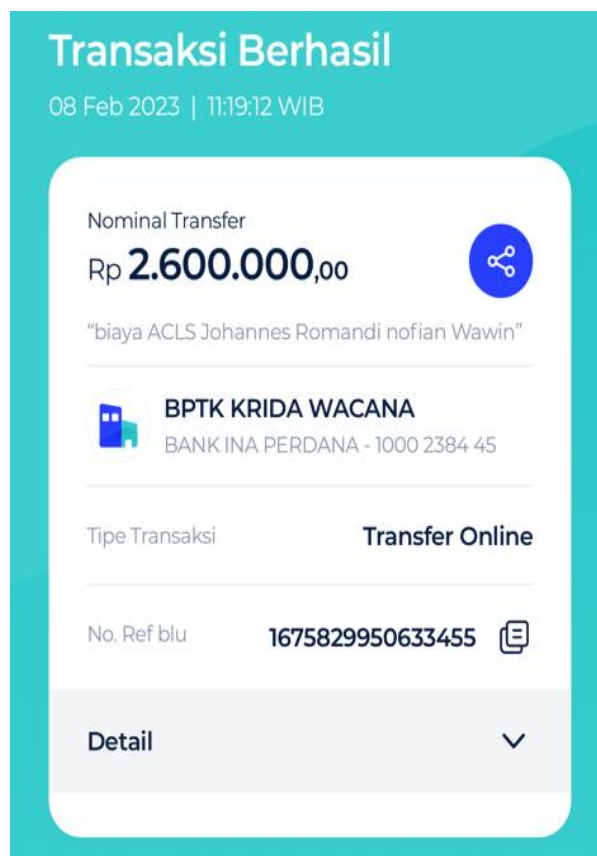 Transaksi Berhasil
08 Feb 2023 | 11:19:12 WIB
Nominal Transfer
Rp 2.600.000,00
“biaya ACLS Johannes Romandi nofian Wawin”
BPTK KRIDA WACANA
BANK INA PERDANA - 1000 2384 45
Tipe Transaksi Transfer Online
No. Ref blu 1675829950633455
Detail